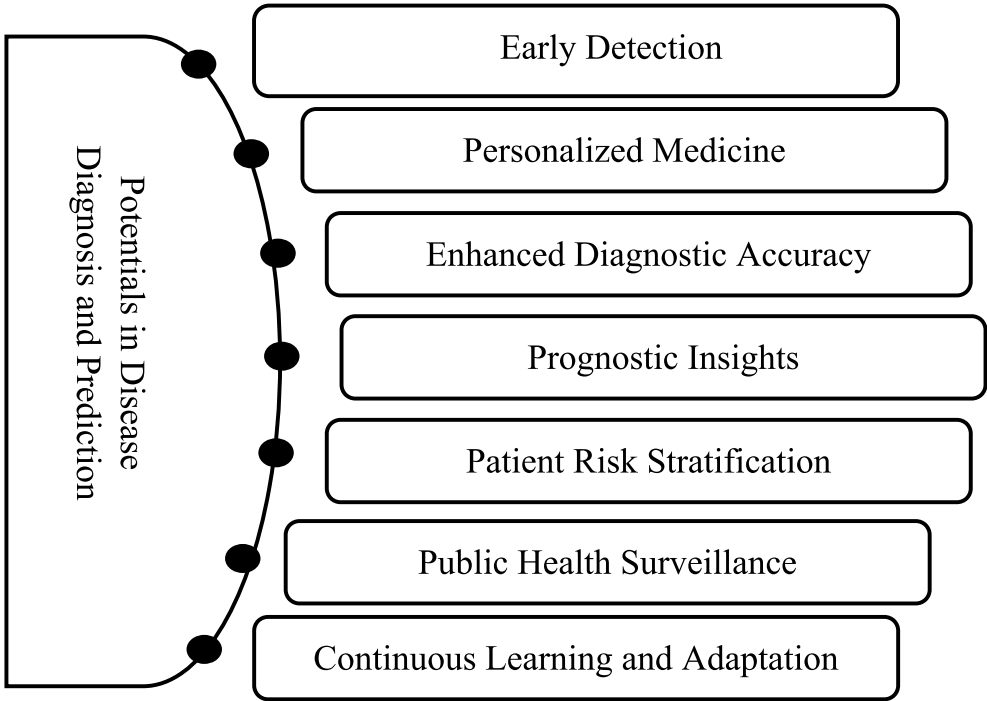 Potentials in Disease
Diagnosis and Prediction
Early Detection
Personalized Medicine
Enhanced Diagnostic Accuracy
Prognostic Insights
Patient Risk Stratification
Public Health Surveillance
Continuous Learning and Adaptation